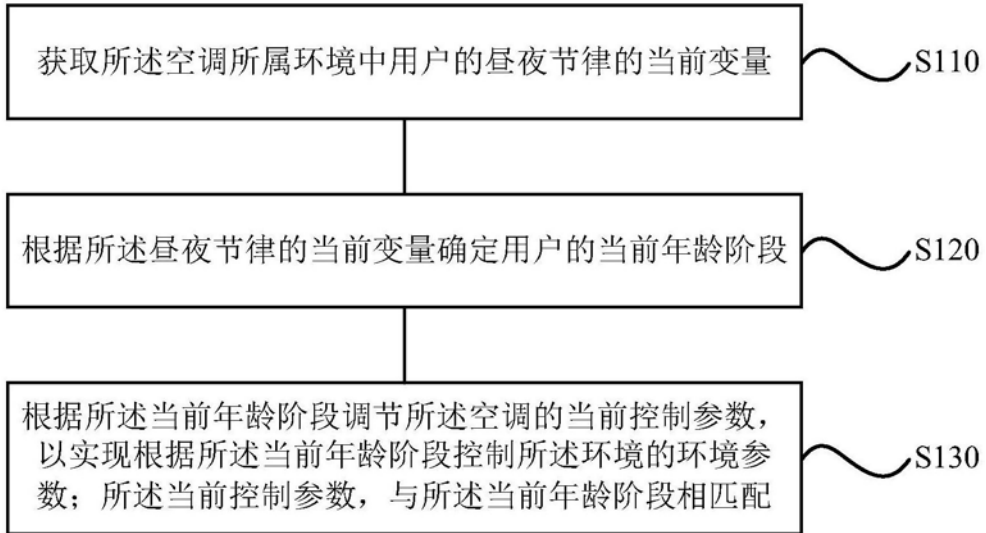 获取所述空调所属环境中用户的昼夜节律的当前变量
S110
根据所述昼夜节律的当前变量确定用户的当前年龄阶段
S120
根据所述当前年龄阶段调节所述空调的当前控制参数，
以实现根据所述当前年龄阶段控制所述环境的环境参
数；所述当前控制参数，与所述当前年龄阶段相匹配
S130